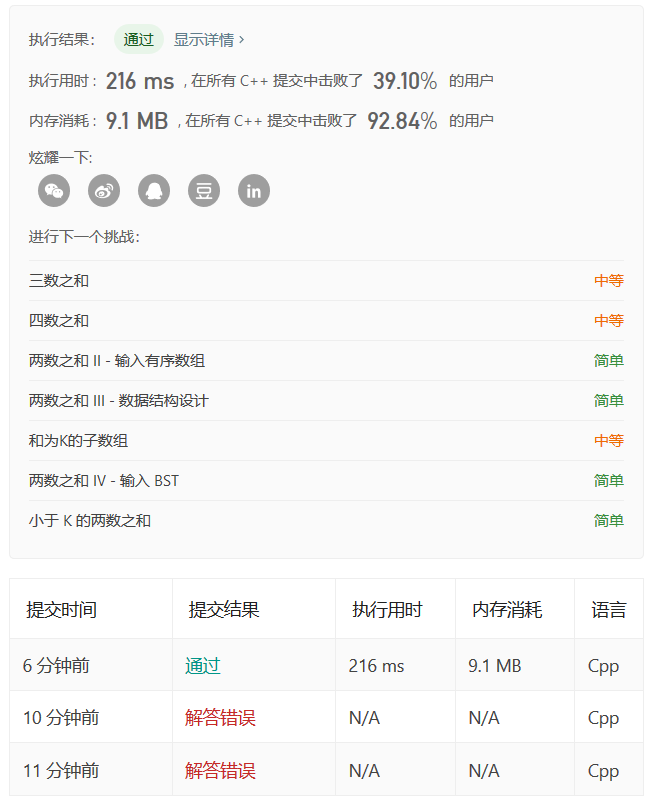 执行结果： 通过 显示详情 ›
执行用时 : 216 ms , 在所有 C++ 提交中击败了 39.10% 的用户
内存消耗 : 9.1 MB , 在所有 C++ 提交中击败了 92.84% 的用户
炫耀一下:
豆 in
进行下一个挑战：
三数之和 中等
四数之和 中等
两数之和 II - 输入有序数组 简单
两数之和 III - 数据结构设计 简单
和为K的子数组 中等
两数之和 IV - 输入 BST 简单
小于 K 的两数之和 简单
提交时间 提交结果 执行用时 内存消耗 语言
6 分钟前 通过 216 ms 9.1 MB Cpp
10 分钟前 解答错误 N/A N/A Cpp
11 分钟前 解答错误 N/A N/A Cpp